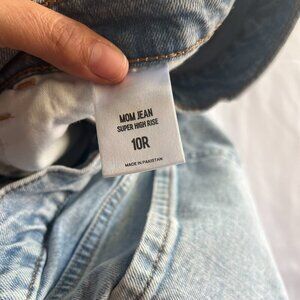 MOM JEAN
SUPER HIGH RISE
10R
MADE IN PAKISTAN